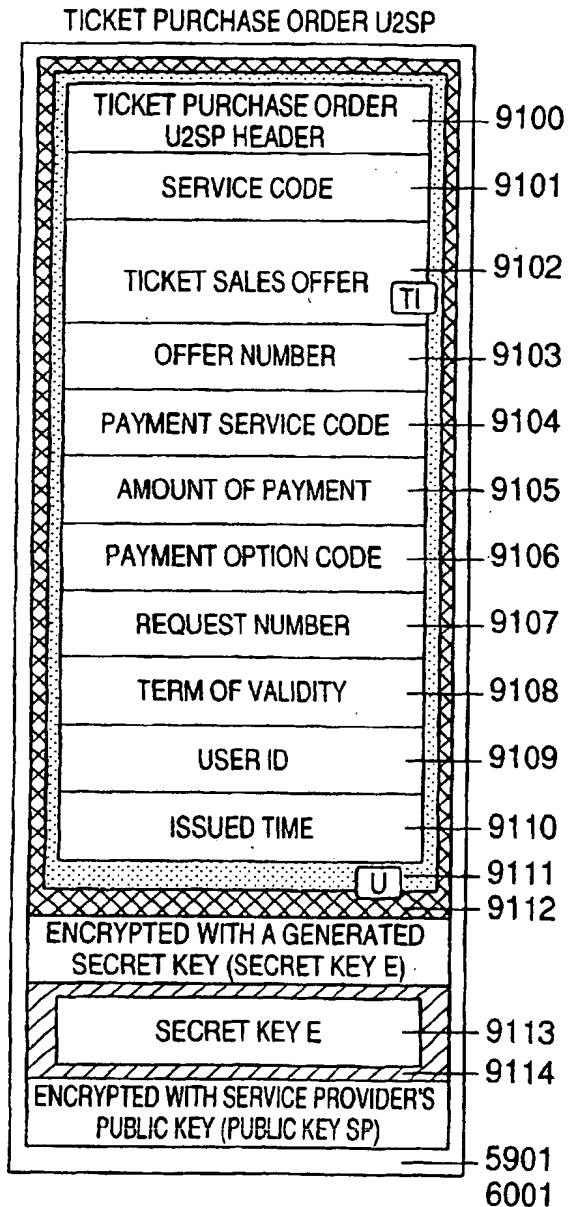 TICKET PURCHASE ORDER U2SP
TICKET PURCHASE ORDER
U2SP HEADER
9100
SERVICE CODE
9101
TICKET SALES OFFER
9102
TI
OFFER NUMBER
9103
PAYMENT SERVICE CODE
9104
AMOUNT OF PAYMENT
9105
PAYMENT OPTION CODE
9106
REQUEST NUMBER
9107
TERM OF VALIDITY
9108
USER ID
9109
ISSUED TIME
9110
U
9111
9112
ENCRYPTED WITH A GENERATED
SECRET KEY (SECRET KEY E)
SECRET KEY E
9113
9114
ENCRYPTED WITH SERVICE PROVIDER'S
PUBLIC KEY (PUBLIC KEY SP)
5901
6001